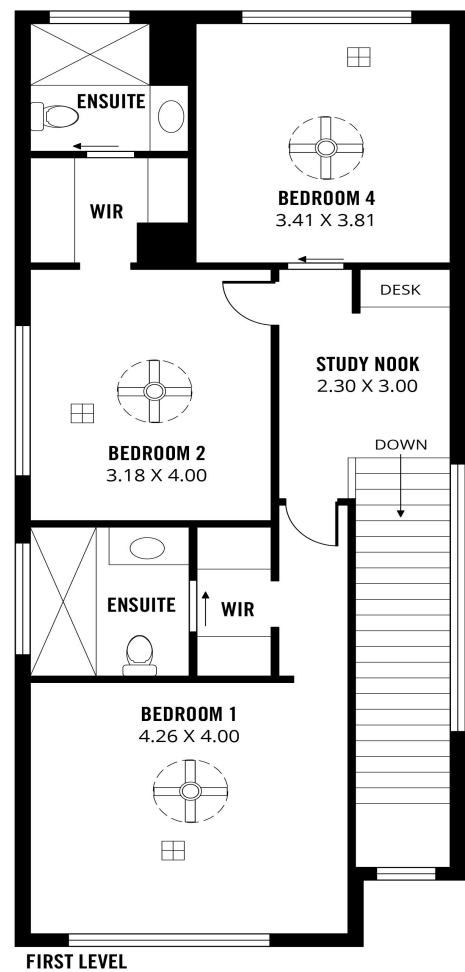 ENSUITE
WIR
BEDROOM 4
3.41 X 3.81
DESK
STUDY NOOK
2.30 X 3.00
DOWN
BEDROOM 2
3.18 X 4.00
ENSUITE
WIR
BEDROOM 1
4.26 X 4.00
FIRST LEVEL